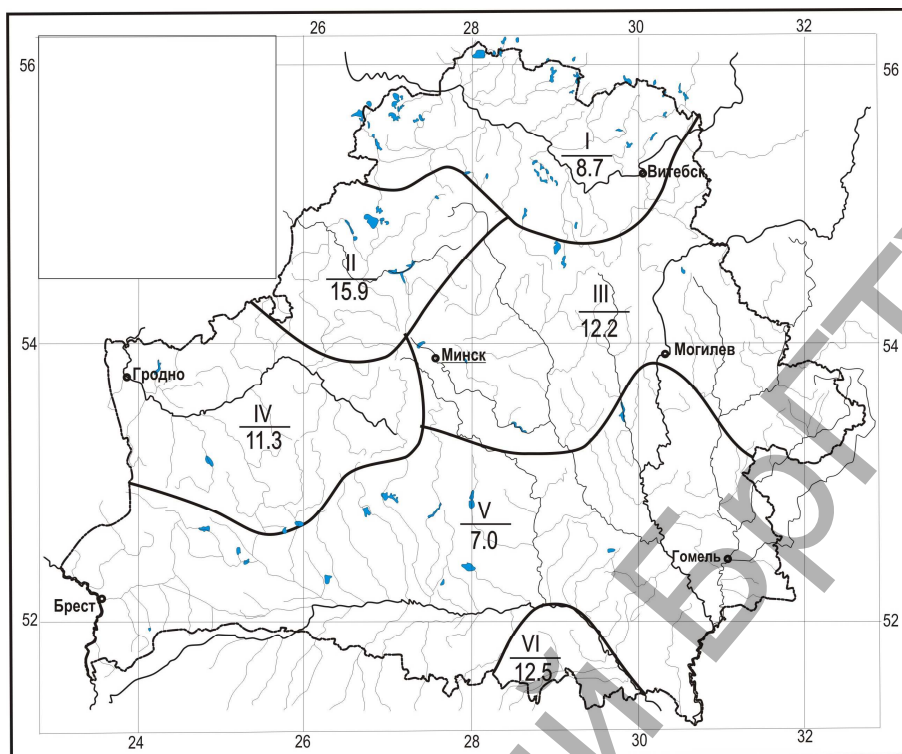 26 28 30
56 56
I
8.7
Витебск
II
15.9
III
12.2
54 54
Минск
Могилев
Гродно
IV
11.3
V
7.0
Гомель
Брест
52 52
VI
12.5
24 26 28 30 32
й БрГТ